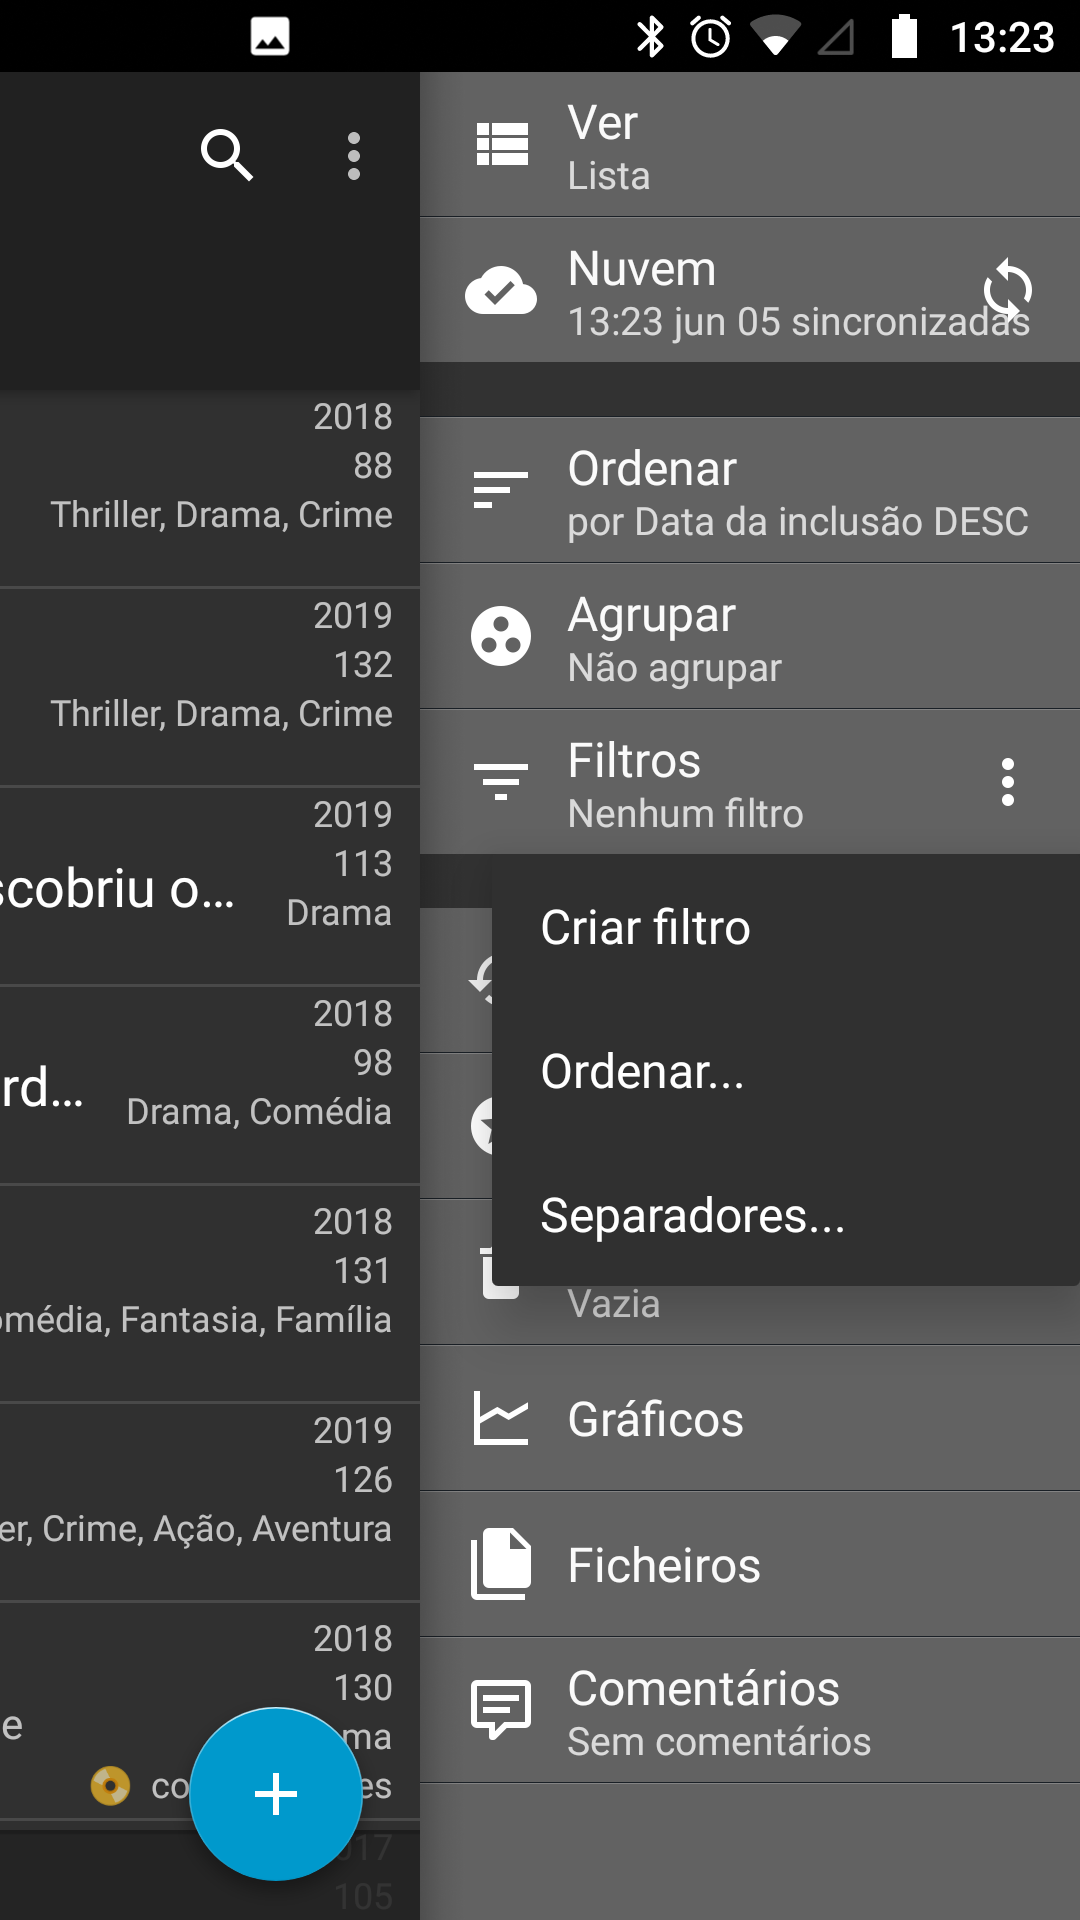 13:23
2018
88
Thriller, Drama, Crime
2019
132
Thriller, Drama, Crime
2019
113
scobriu o...
Drama
2018
98
rd...
Drama, Comédia
2018
131
média, Fantasia, Família
2019
126
er, Crime, Ação, Aventura
2018
130
e
ma
co
es
017
105
Ver
Lista
Nuvem
13:23 jun 05 sincronizadas
Ordenar
por Data da inclusão DESC
Agrupar
Não agrupar
Filtros
Nenhum filtro
Criar filtro
Ordenar...
Separadores...
Vazia
Gráficos
Ficheiros
Comentários
Sem comentários